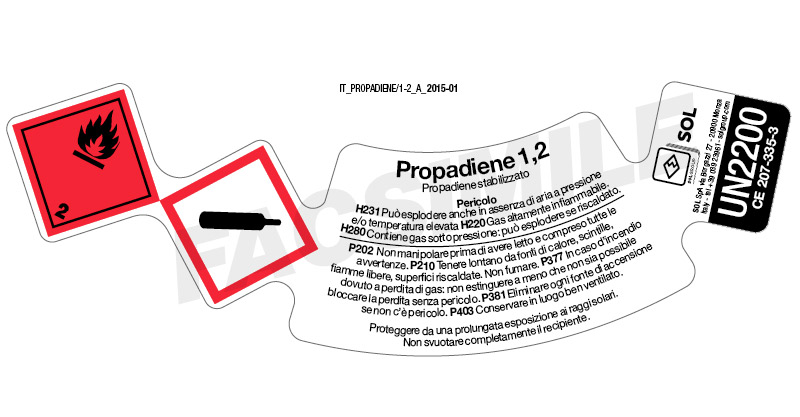 IT_PROPADIENE/1-2_A_2015-01
2
Propadiene 1,2
Propadiene stabilizzato
Pericolo
H231 Può esplodere anche in assenza di aria a pressione
e/o temperatura elevata H220 Gas altamente infiammabile.
H280 Contiene gas sotto pressione: può esplodere se riscaldato.
P202 Non manipolare prima di avere letto e compreso tutte le
avvertenze. P210 Tenere lontano da fonti di calore, scintille,
fiamme libere, superfici riscaldate. Non fumare. P377 In caso d'incendio
dovuto a perdita di gas: non estinguere a meno che non sia possibile
bloccare la perdita senza pericolo. P381 Eliminare ogni fonte di accensione
se non c'è pericolo. P403 Conservare in luogo ben ventilato.
Proteggere da una prolungata esposizione ai raggi solari.
Non svuotare completamente il recipiente.
SOL
SOL SpA via Borgazzi 27 - 20900 Monza
Italy - tel +39 039 23961 - solgroup.com
UN2200
CE 207-335-3
FACSIMILE